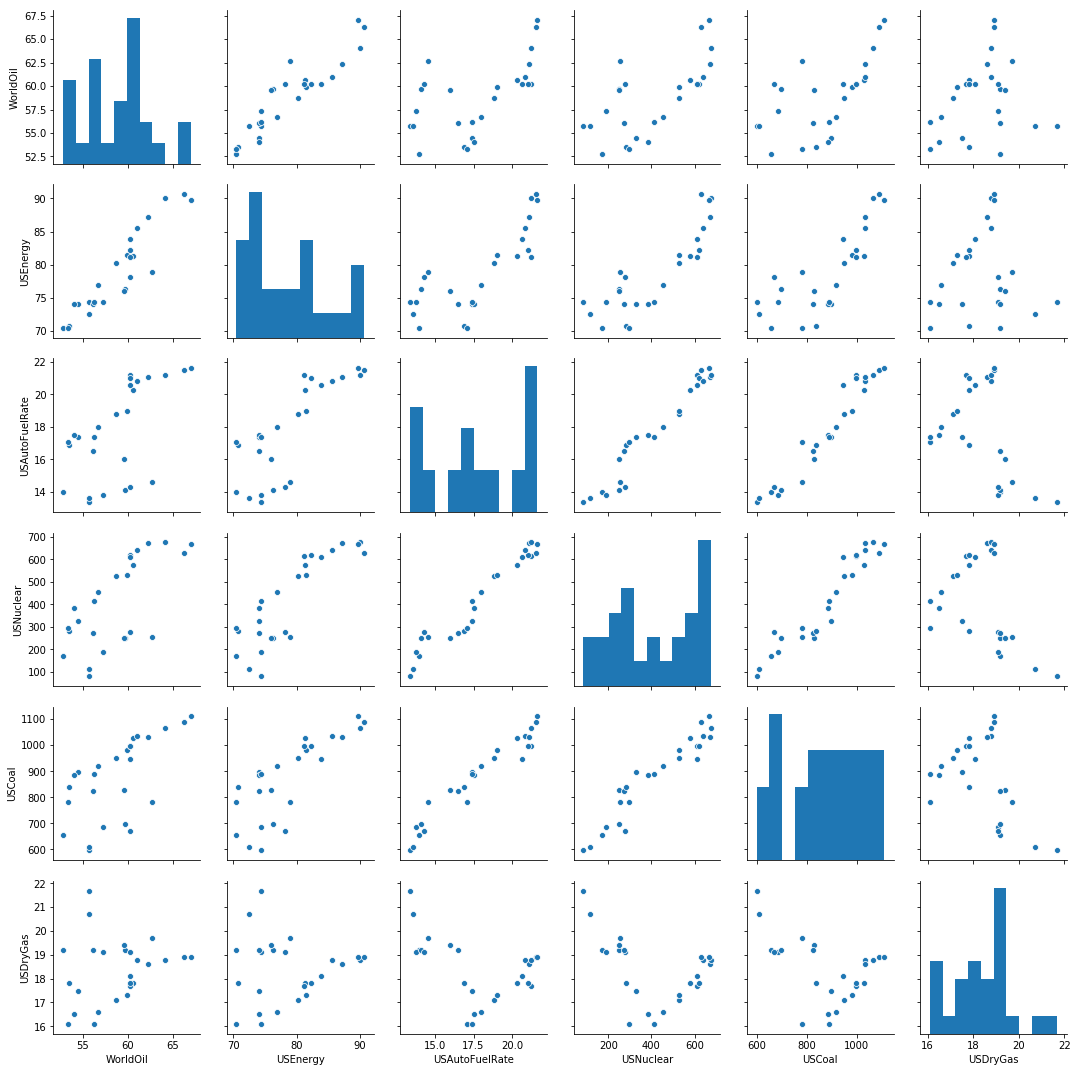 67.5
65.0
62.5
60.0
57.5
55.0
52.5
WorldOil
90
85
80
75
70
USEnergy
22
20
18
16
14
USAutoFuelRate
700
600
500
400
300
200
100
USNuclear
1100
1000
900
800
700
600
USCoal
22
21
20
19
18
17
16
USDryGas
55 60 65
WorldOil
70 80 90
USEnergy
15.0 17.5 20.0
USAutoFuelRate
200 400 600
USNuclear
600 800 1000
USCoal
16 18 20 22
USDryGas